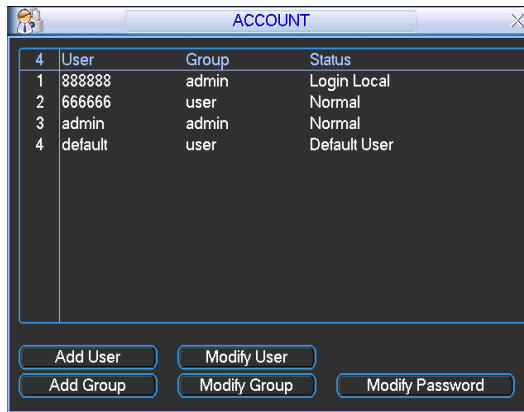 ACCOUNT
4 User Group Status
1 888888 admin Login Local
2 666666 user Normal
3 admin admin Normal
4 default user Default User
Add User Modify User
Add Group Modify Group Modify Password